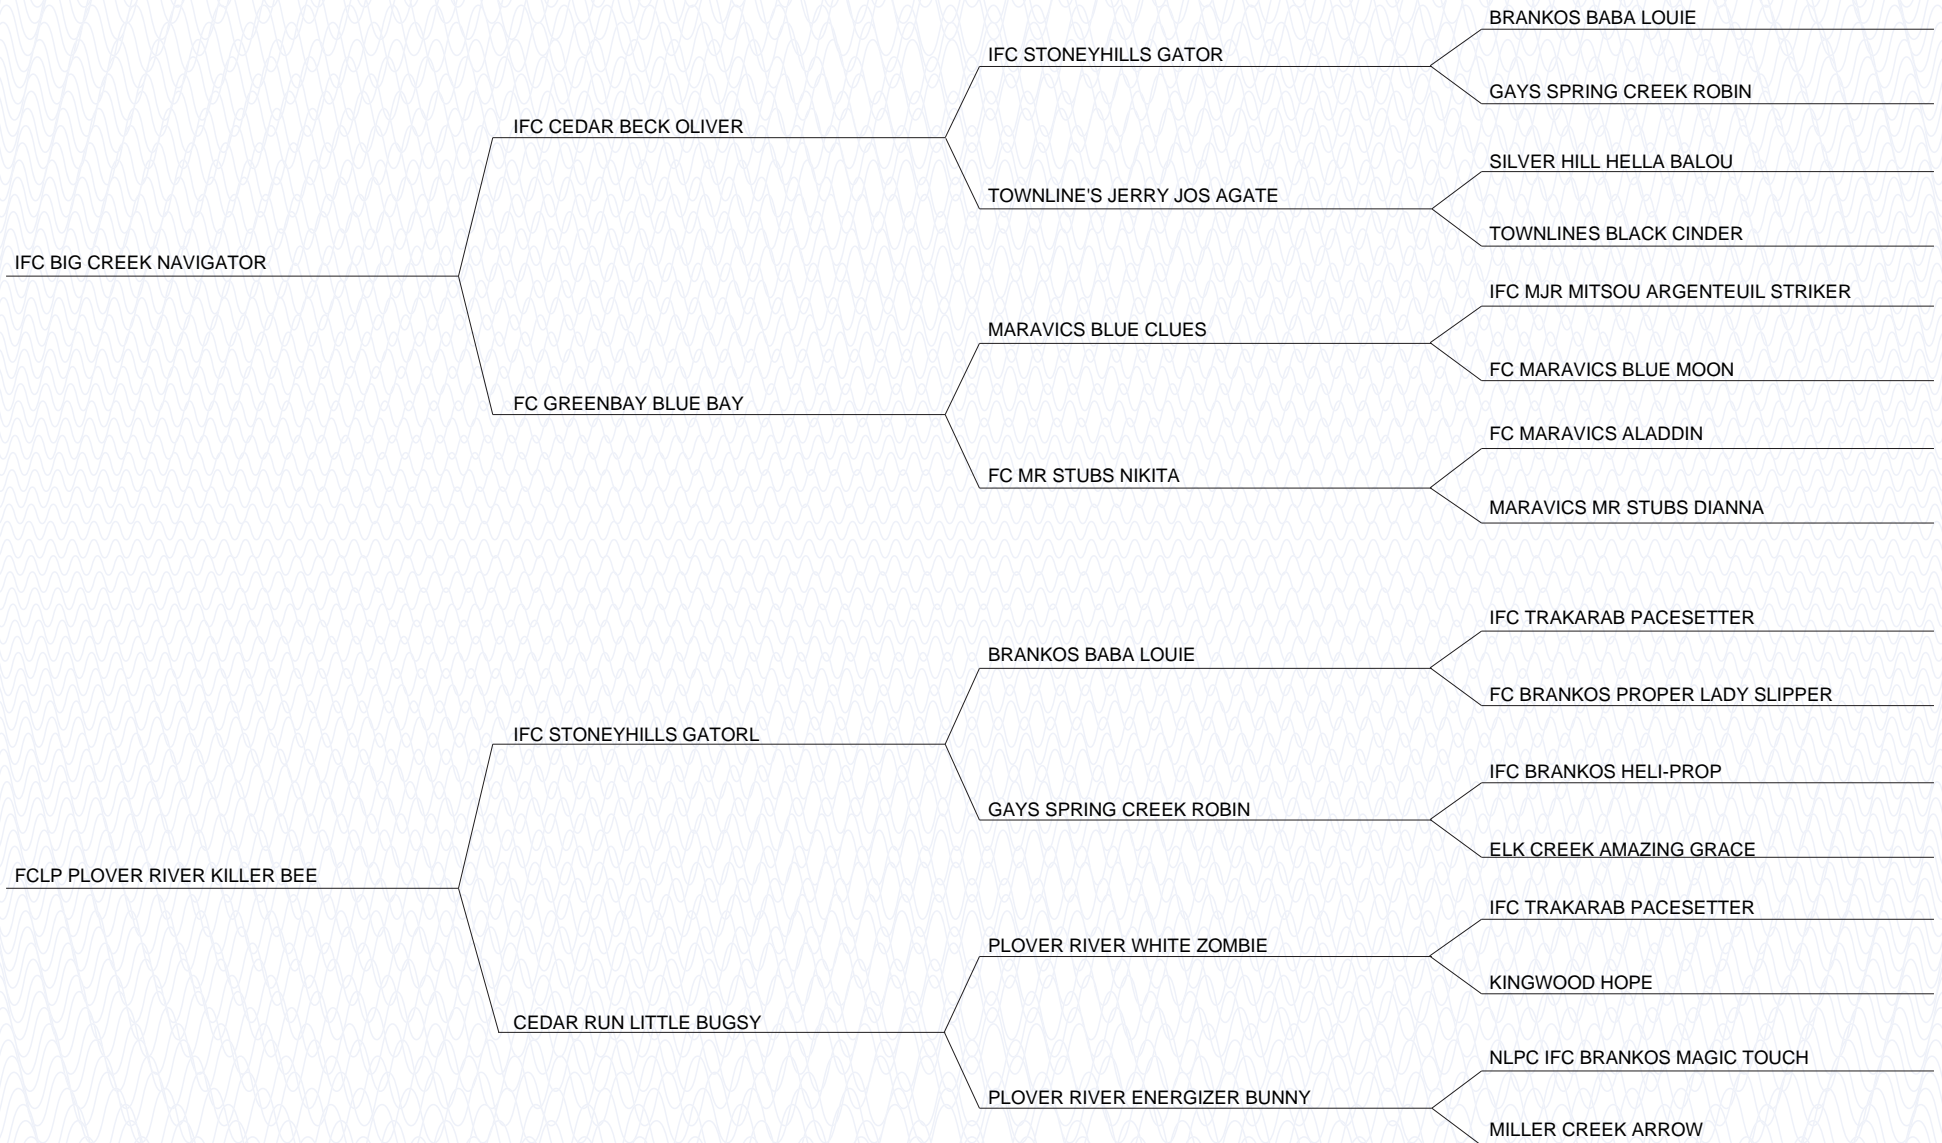 BRANKOS BABA LOUIE
IFC STONEYHILLS GATOR
GAYS SPRING CREEK ROBIN
IFC CEDAR BECK OLIVER
SILVER HILL HELLA BALOU
TOWNLINE'S JERRY JOS AGATE
TOWNLINES BLACK CINDER
IFC BIG CREEK NAVIGATOR
IFC MJR MITSOU ARGENTEUIL STRIKER
MARAVICS BLUE CLUES
FC MARAVICS BLUE MOON
FC GREENBAY BLUE BAY
FC MARAVICS ALADDIN
FC MR STUBS NIKITA
MARAVICS MR STUBS DIANNA
IFC TRAKARAB PACESETTER
BRANKOS BABA LOUIE
FC BRANKOS PROPER LADY SLIPPER
IFC STONEYHILLS GATORL
IFC BRANKOS HELI-PROP
GAYS SPRING CREEK ROBIN
ELK CREEK AMAZING GRACE
FCLP PLOVER RIVER KILLER BEE
IFC TRAKARAB PACESETTER
PLOVER RIVER WHITE ZOMBIE
KINGWOOD HOPE
CEDAR RUN LITTLE BUGSY
NLPC IFC BRANKOS MAGIC TOUCH
PLOVER RIVER ENERGIZER BUNNY
MILLER CREEK ARROW